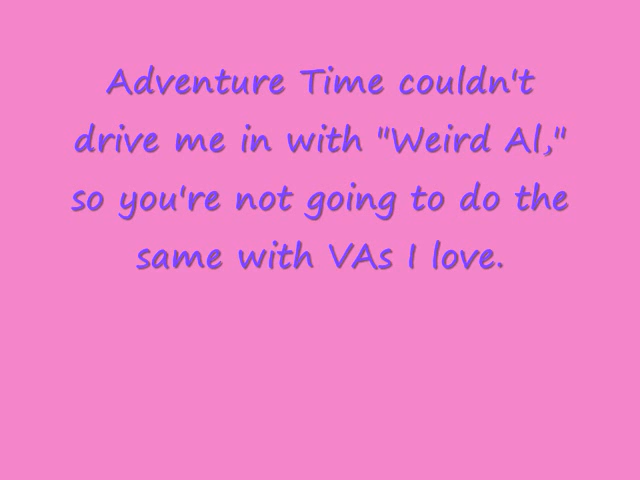 Adventure Time couldn't
drive me in with "Weird Al,"
so you're not going to do the
same with VAs I love.